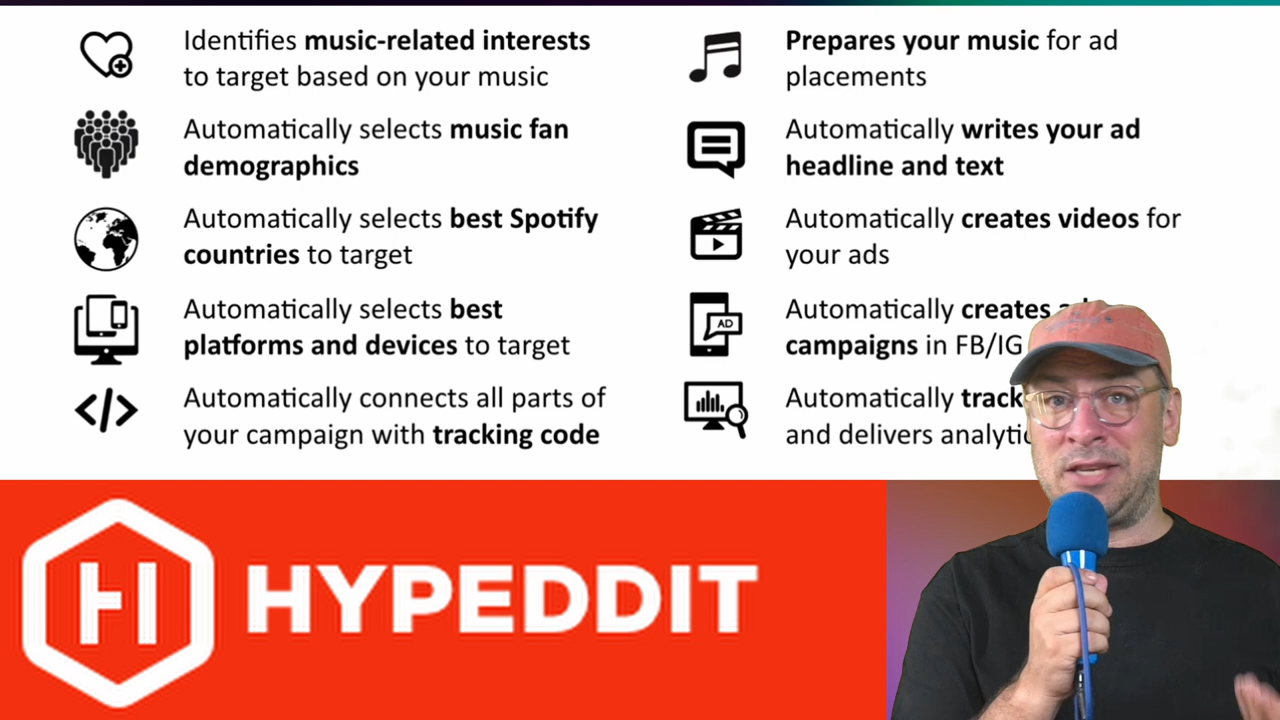 Identifies music-related interests
to target based on your music
Automatically selects music fan
demographics
Automatically selects best Spotify
countries to target
Automatically selects best
platforms and devices to target
Automatically connects all parts of
your campaign with tracking code
Prepares your music for ad
placements
Automatically writes your ad
headline and text
Automatically creates videos for
your ads
AD
Automatically creates
campaigns in FB/IG
Automatically
and delivers
HYPEDDIT